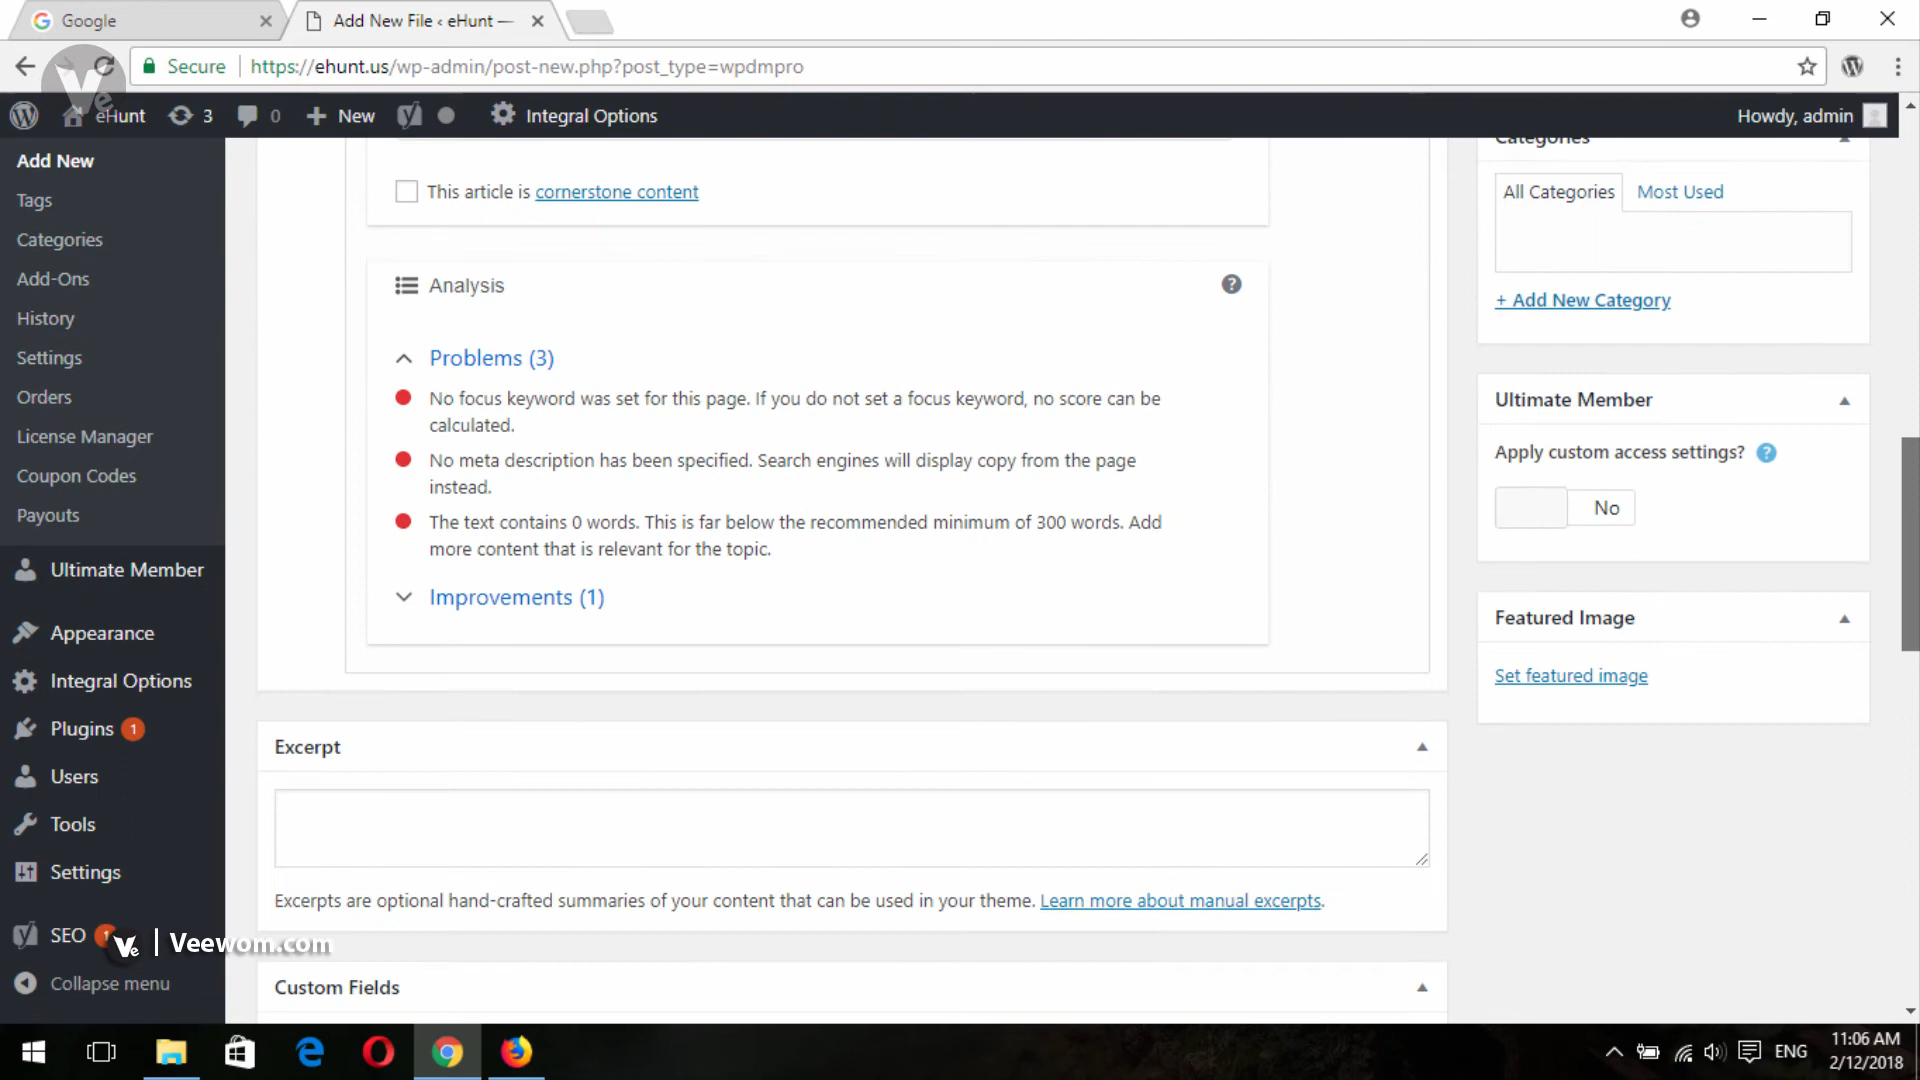 Google
Add New File ‹ eHunt —
Secure
https://ehunt.us/wp-admin/post-new.php?post_type=wpdmpro
Ve
eHunt
3
0
New
Integral Options
Howdy, admin
Add New
Tags
Categories
Add-Ons
History
Settings
Orders
License Manager
Coupon Codes
Payouts
Ultimate Member
Appearance
Integral Options
Plugins 1
Users
Tools
Settings
SEO 1
Collapse menu
This article is cornerstone content
Analysis
Problems (3)
No focus keyword was set for this page. If you do not set a focus keyword, no score can be
calculated.
No meta description has been specified. Search engines will display copy from the page
instead.
The text contains 0 words. This is far below the recommended minimum of 300 words. Add
more content that is relevant for the topic.
Improvements (1)
Excerpt
Excerpts are optional hand-crafted summaries of your content that can be used in your theme. Learn more about manual excerpts.
Custom Fields
Categories
All Categories
Most Used
+ Add New Category
Ultimate Member
Apply custom access settings?
No
Featured Image
Set featured image
Ve | Veewom.com
ENG
11:06 AM
2/12/2018